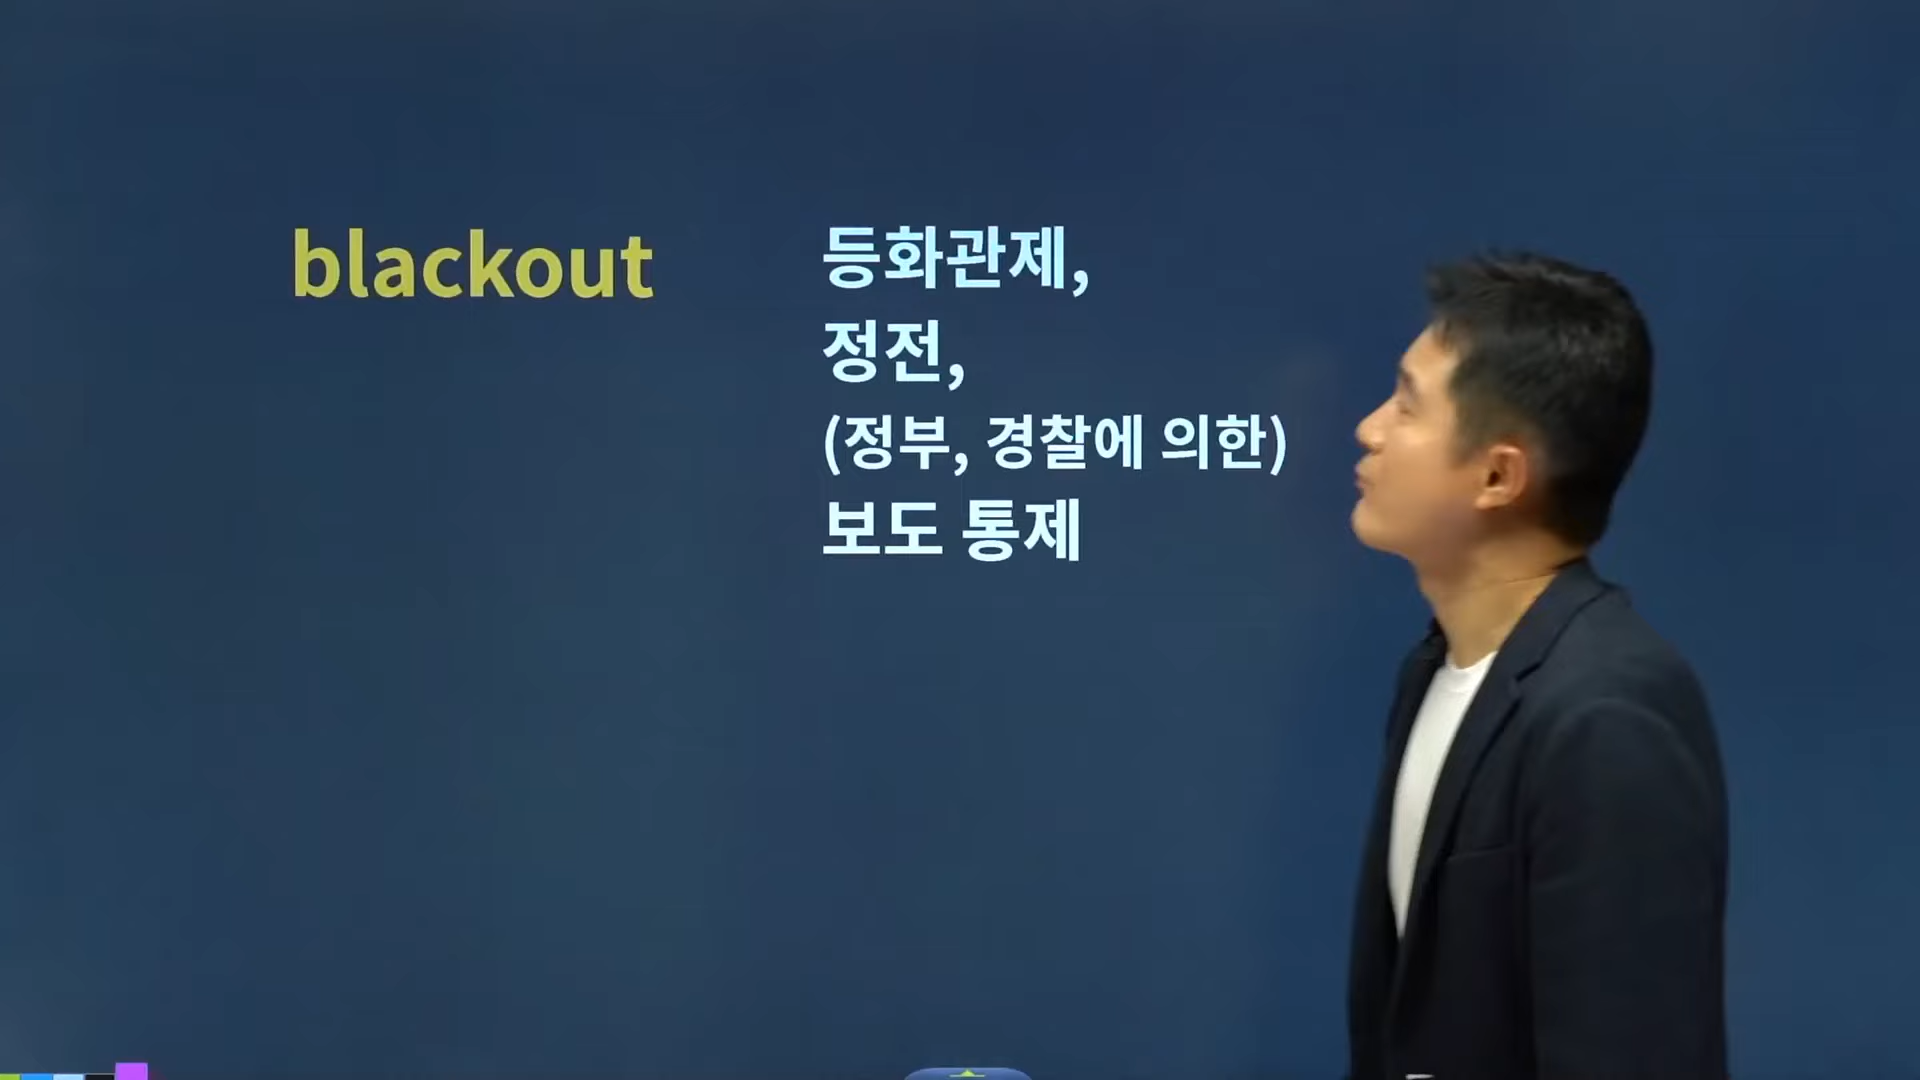 blackout
등화관제,
정전,
(정부, 경찰에 의한)
보도 통제